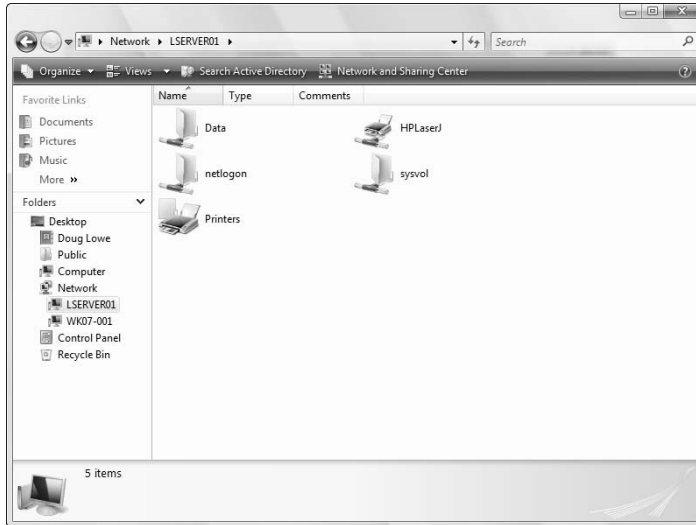 Network LSERVER01 Search
Organize Views Search Active Directory Network and Sharing Center
Favorite Links
Documents
Pictures
Music
More »
Folders
Desktop
Doug Lowe
Public
Computer
Network
LSERVER01
WK07-001
Control Panel
Recycle Bin
Name Type Comments
Data HPLaserJ
netlogon sysvol
Printers
5 items